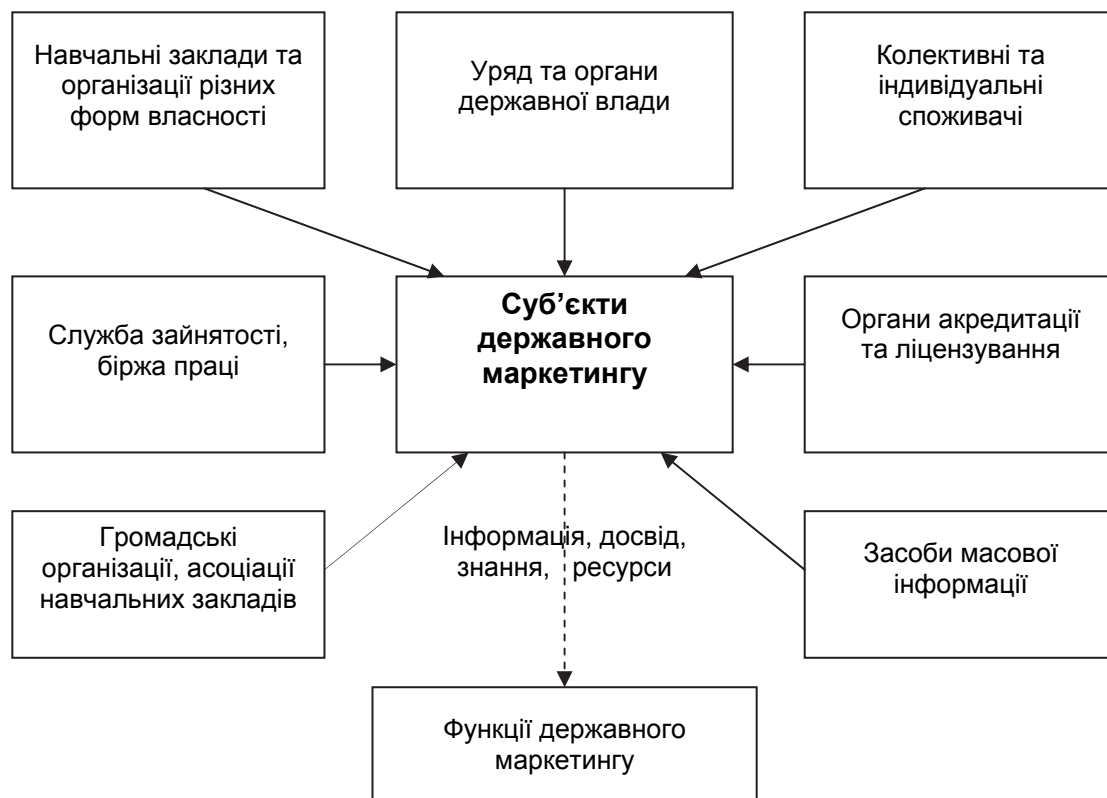 Навчальні заклади та
організації різних
форм власності
Уряд та органи
державної влади
Колективні та
індивідуальні
споживачі
Служба зайнятості,
біржа праці
Суб’єкти
державного
маркетингу
Органи акредитації
та ліцензування
Громадські
організації, асоціації
навчальних закладів
Інформація, досвід,
знання, ресурси
Засоби масової
інформації
Функції державного
маркетингу